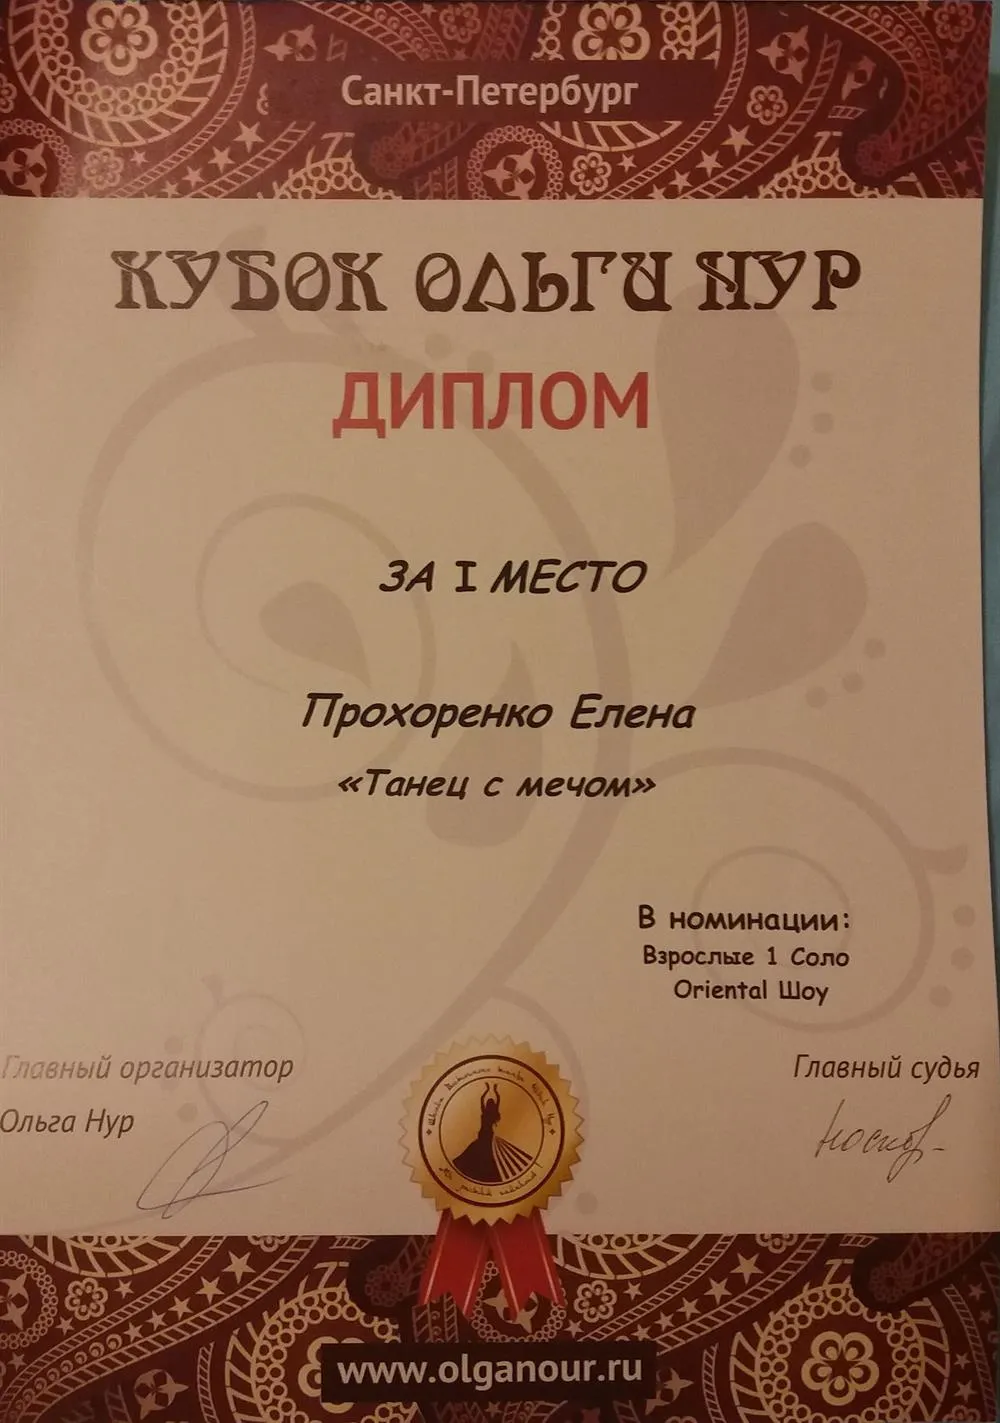 Санкт-Петербург
КУБОК ОЛЬГИ НУР
ДИПЛОМ
ЗА I МЕСТО
Прохоренко Елена
«Танец с мечом»
В номинации:
Взрослые 1 Соло
Oriental Шоу
Главный организатор
Главный судья
Ольга Нур
www.olganour.ru